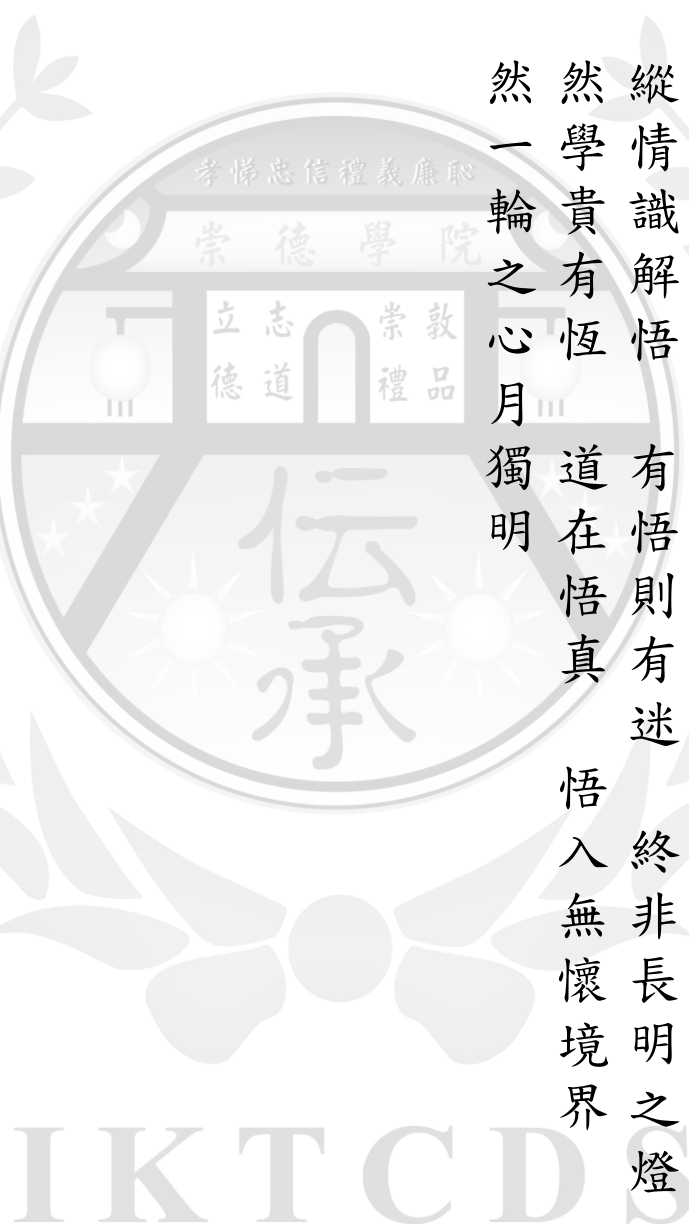 縱情識解悟　有悟則有迷　終非長明之燈
然學貴有恆　道在悟真　悟入無懷境界
然一輪之心月獨明
孝悌忠信禮義廉恥
崇德學院
立德 志道 崇禮 敦品
伝承
IKTCDS